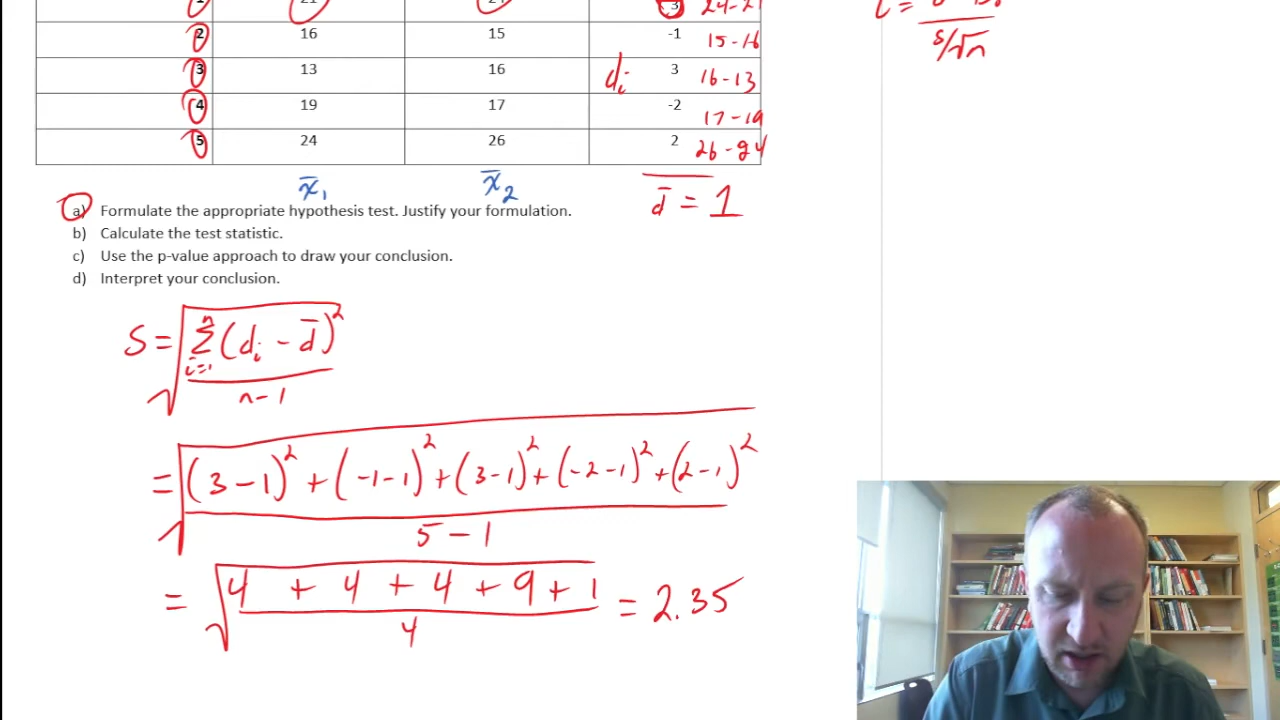 3 24-21
2 16 15 -1 15-16
3 13 16 dᵢ 3 16-13
4 19 17 -2 17-19
5 24 26 2 26-24
s/√n
x̄₁ x̄₂ d̄ = 1
a) Formulate the appropriate hypothesis test. Justify your formulation.
b) Calculate the test statistic.
c) Use the p-value approach to draw your conclusion.
d) Interpret your conclusion.
S = √ n Σ i=1 (dᵢ - d̄)²
n-1
= √ (3-1)² + (-1-1)² + (3-1)² + (-2-1)² + (2-1)²
5-1
= √ 4 + 4 + 4 + 9 + 1 = 2.35
4